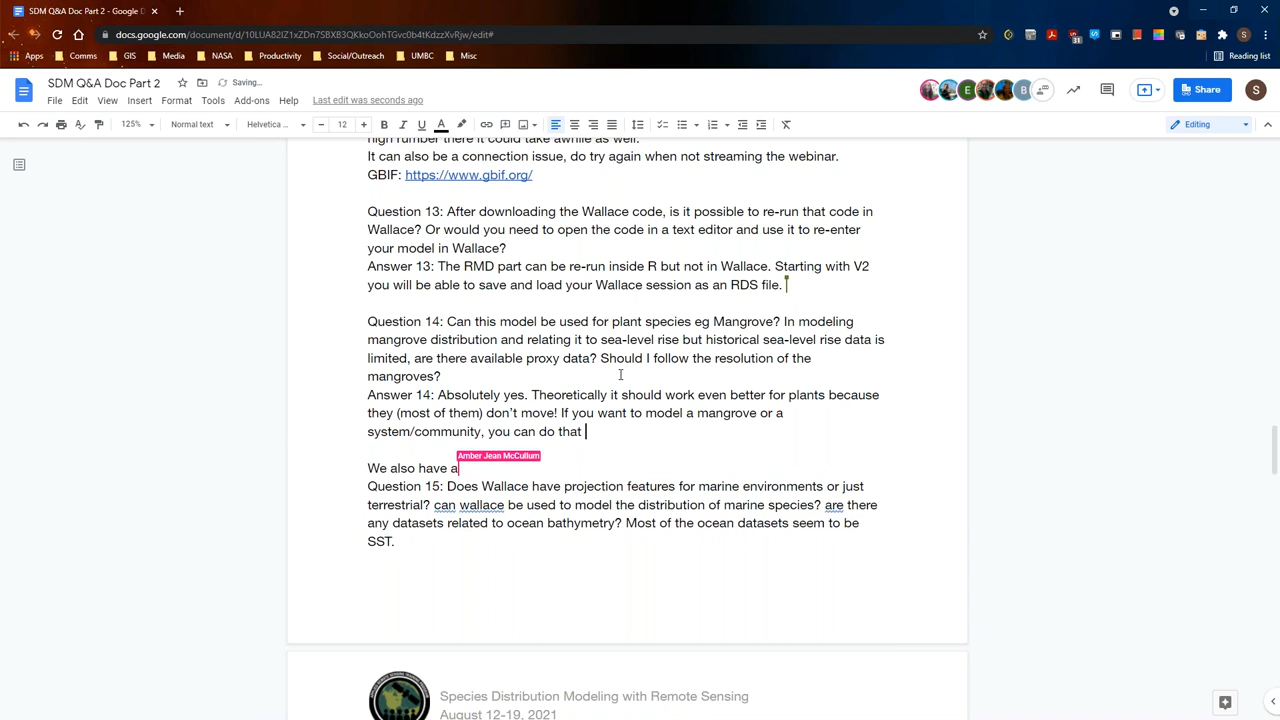 SDM Q&A Doc Part 2 - Google D
docs.google.com/document/d/10LUA82IZ1xZDn7SBX83QKkoOohTGvc0b4tKdzzXvRjw/edit#
Apps Comms GIS Media NASA Productivity Social/Outreach UMBC Misc Reading list
SDM Q&A Doc Part 2 Saving...
File Edit View Insert Format Tools Add-ons Help Last edit was seconds ago
E B Share S
125% Normal text Helvetica ... 12 B I U A Editing
high number there it could take awhile as well.
It can also be a connection issue, do try again when not streaming the webinar.
GBIF: https://www.gbif.org/
Question 13: After downloading the Wallace code, is it possible to re-run that code in
Wallace? Or would you need to open the code in a text editor and use it to re-enter
your model in Wallace?
Answer 13: The RMD part can be re-run inside R but not in Wallace. Starting with V2
you will be able to save and load your Wallace session as an RDS file.
Question 14: Can this model be used for plant species eg Mangrove? In modeling
mangrove distribution and relating it to sea-level rise but historical sea-level rise data is
limited, are there available proxy data? Should I follow the resolution of the
mangroves?
Answer 14: Absolutely yes. Theoretically it should work even better for plants because
they (most of them) don't move! If you want to model a mangrove or a
system/community, you can do that
Amber Jean McCullum
We also have a
Question 15: Does Wallace have projection features for marine environments or just
terrestrial? can wallace be used to model the distribution of marine species? are there
any datasets related to ocean bathymetry? Most of the ocean datasets seem to be
SST.
Species Distribution Modeling with Remote Sensing
August 12-19, 2021